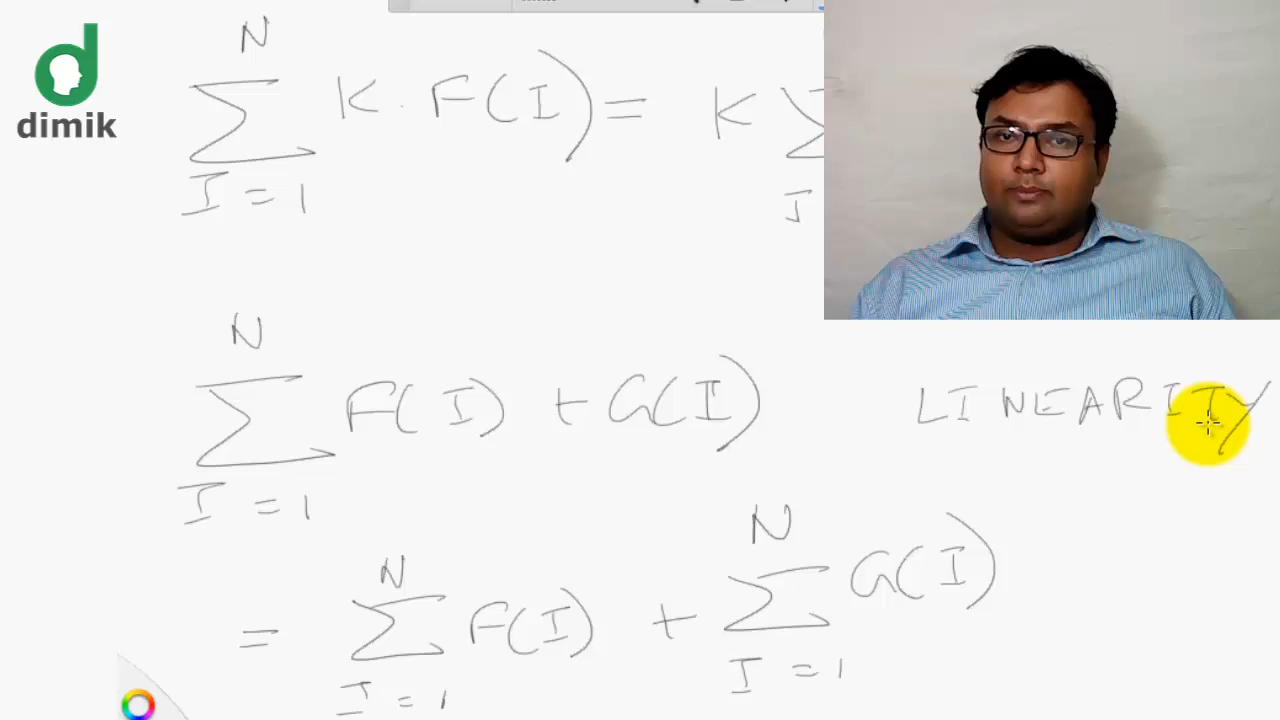 dimik
N
∑ K . F(I) = K ∑
I = 1 I
N
∑ F(I) + G(I) LINEARITY
I = 1
N N
= ∑ F(I) + ∑ G(I)
I = 1 I = 1